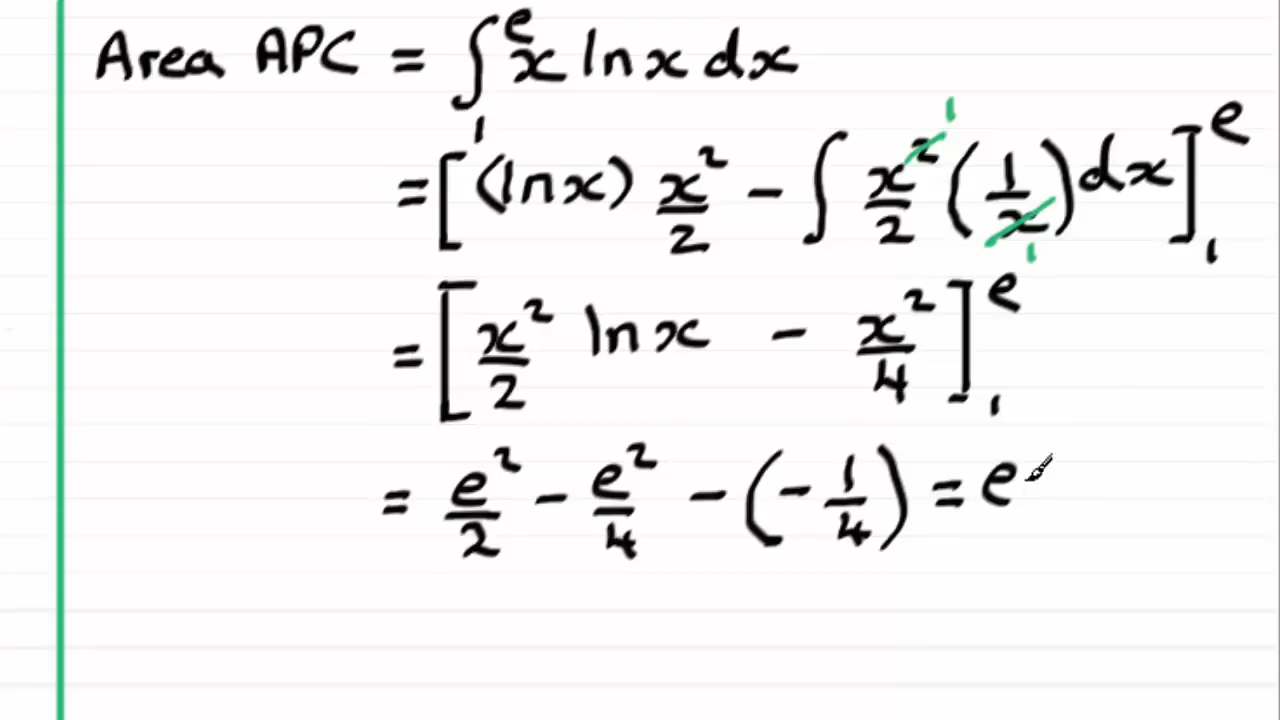 Area APC = ∫₁ᵉ x ln x dx
= [(ln x) x²/2 − ∫ x²/2 (1/x) dx]₁ᵉ
= [x²/2 ln x − x²/4]₁ᵉ
= e²/2 − e²/4 − (−1/4) = e